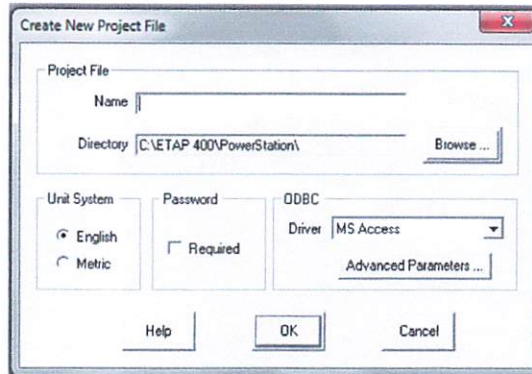 Create New Project File
Project File
Name
Directory C:\ETAP 400\PowerStation\
Browse ...
Unit System
English
Metric
Password
Required
ODBC
Driver MS Access
Advanced Parameters ...
Help
OK
Cancel